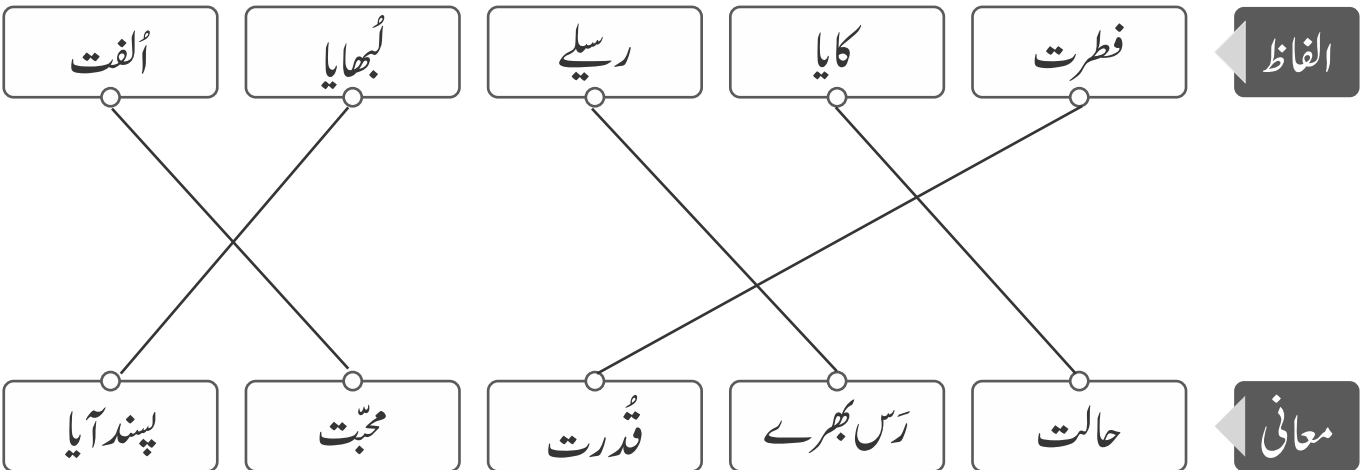 الفاظ فطرت کایا رسیلے لُبھایا اُلفت
معانی حالت رَس بھرے قُدرت محبّت پسند آیا